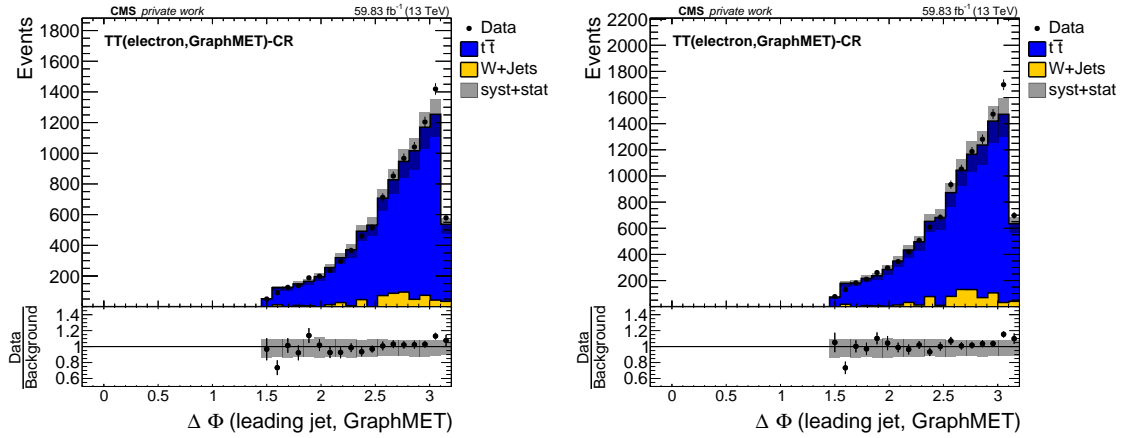 CMS private work 59.83 fb⁻¹ (13 TeV)
Events
1800
1600
1400
1200
1000
800
600
400
200
TT(electron,GraphMET)-CR
Data
tt̅
W+Jets
syst+stat
Data
Background
1.4
1.2
1
0.8
0.6
0 0.5 1 1.5 2 2.5 3
Δ Φ (leading jet, GraphMET)
CMS private work 59.83 fb⁻¹ (13 TeV)
Events
2200
2000
1800
1600
1400
1200
1000
800
600
400
200
TT(electron,GraphMET)-CR
Data
tt̅
W+Jets
syst+stat
Data
Background
1.4
1.2
1
0.8
0.6
0 0.5 1 1.5 2 2.5 3
Δ Φ (leading jet, GraphMET)